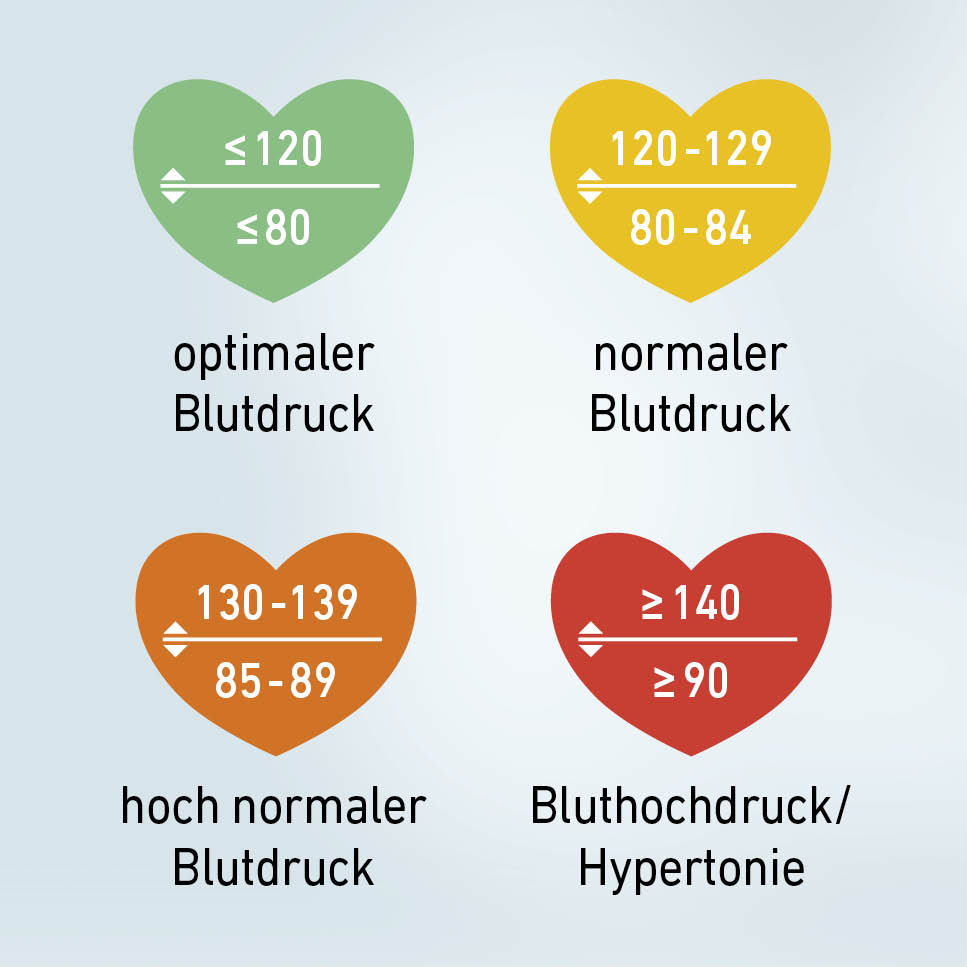 ≤ 120
≤ 80
optimaler
Blutdruck
120 - 129
80 - 84
normaler
Blutdruck
130 - 139
85 - 89
hoch normaler
Blutdruck
≥ 140
≥ 90
Bluthochdruck/
Hypertonie